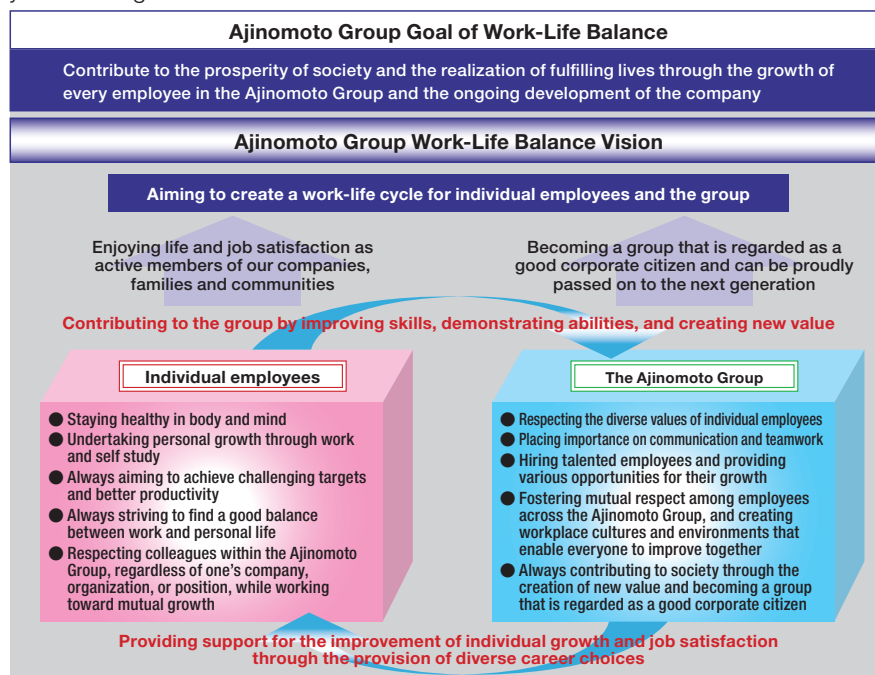 Ajinomoto Group Goal of Work-Life Balance
Contribute to the prosperity of society and the realization of fulfilling lives through the growth of
every employee in the Ajinomoto Group and the ongoing development of the company
Ajinomoto Group Work-Life Balance Vision
Aiming to create a work-life cycle for individual employees and the group
Enjoying life and job satisfaction as
active members of our companies,
families and communities
Becoming a group that is regarded as a
good corporate citizen and can be proudly
passed on to the next generation
Contributing to the group by improving skills, demonstrating abilities, and creating new value
Individual employees
● Staying healthy in body and mind
● Undertaking personal growth through work
and self study
● Always aiming to achieve challenging targets
and better productivity
● Always striving to find a good balance
between work and personal life
● Respecting colleagues within the Ajinomoto
Group, regardless of one's company,
organization, or position, while working
toward mutual growth
The Ajinomoto Group
● Respecting the diverse values of individual employees
● Placing importance on communication and teamwork
● Hiring talented employees and providing
various opportunities for their growth
● Fostering mutual respect among employees
across the Ajinomoto Group, and creating
workplace cultures and environments that
enable everyone to improve together
● Always contributing to society through the
creation of new value and becoming a group
that is regarded as a good corporate citizen
Providing support for the improvement of individual growth and job satisfaction
through the provision of diverse career choices